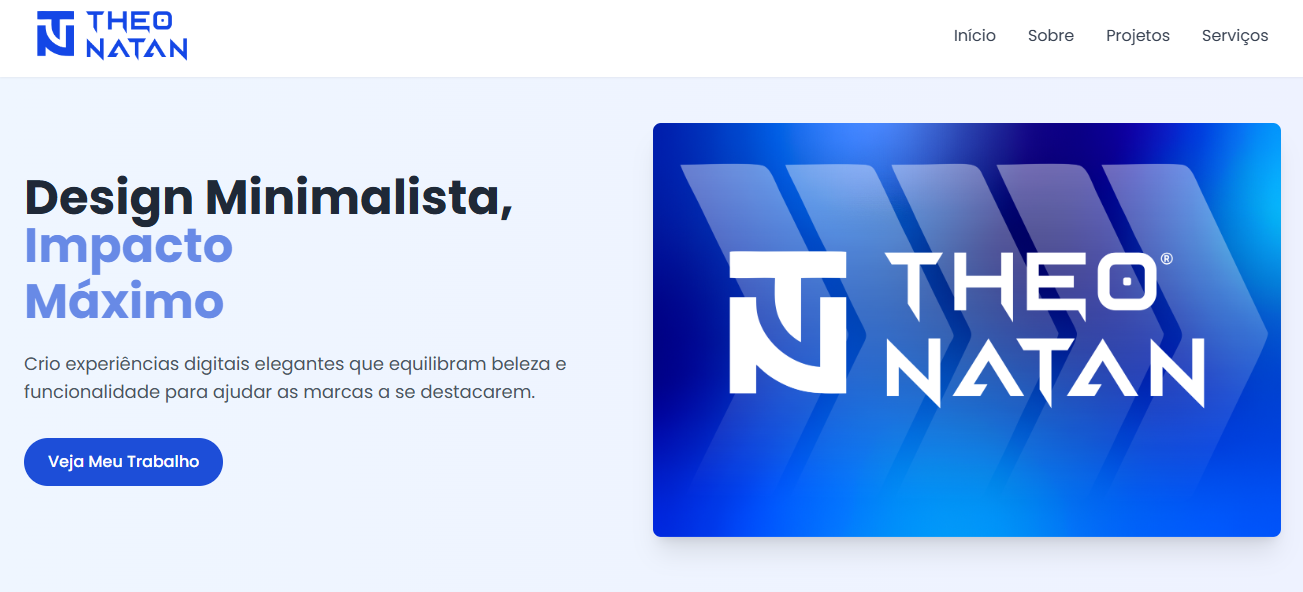 THEO
NATAN
Início Sobre Projetos Serviços
Design Minimalista,
Impacto
Máximo
Crio experiências digitais elegantes que equilibram beleza e
funcionalidade para ajudar as marcas a se destacarem.
Veja Meu Trabalho
THEO®
NATAN